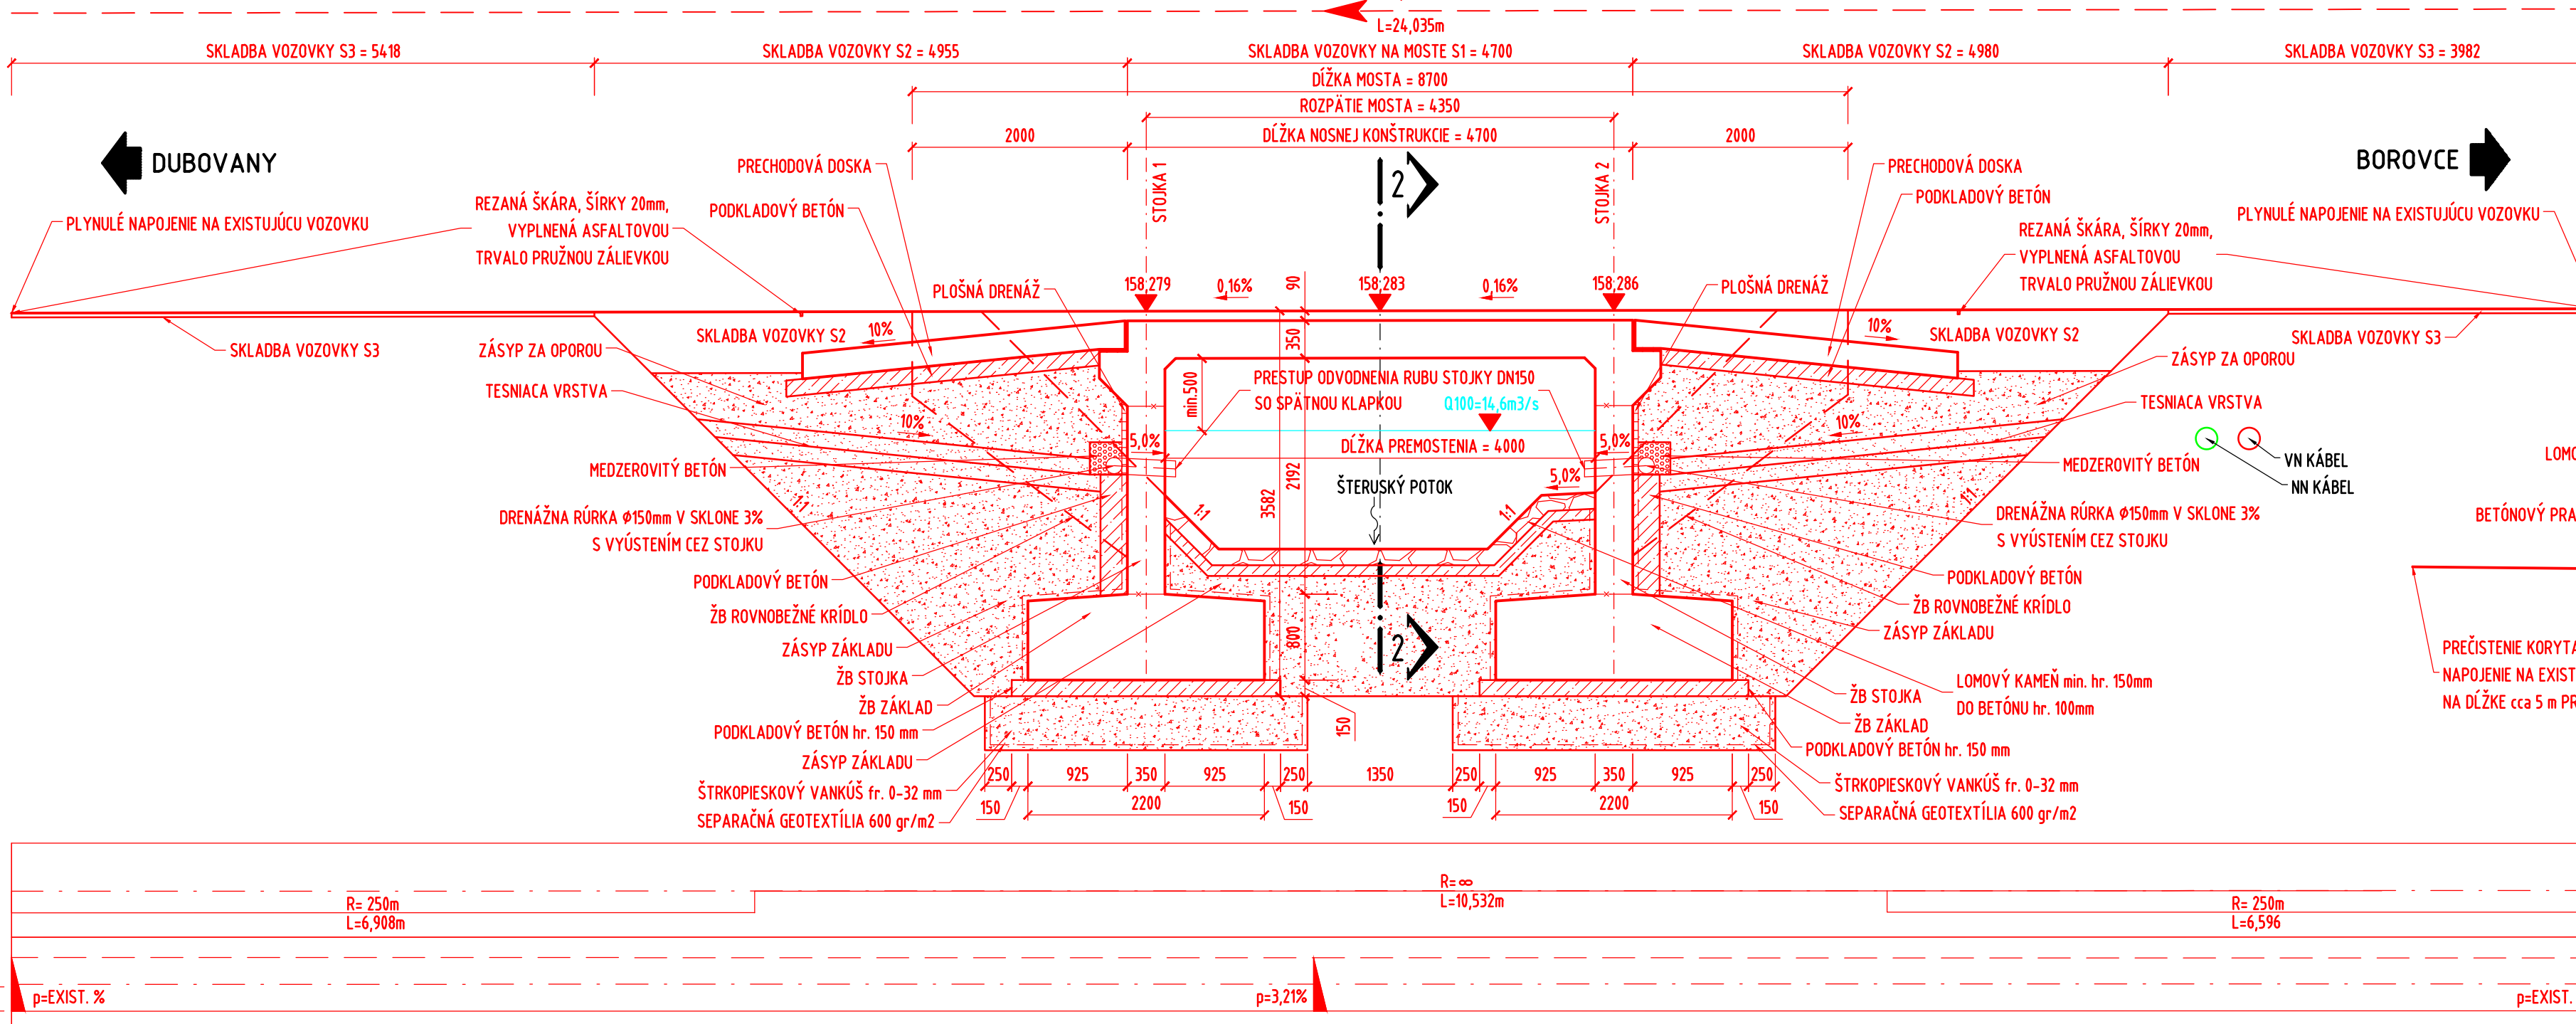 L=24,035m
SKLADBA VOZOVKY S3 = 5418
SKLADBA VOZOVKY S2 = 4955
SKLADBA VOZOVKY NA MOSTE S1 = 4700
SKLADBA VOZOVKY S2 = 4980
SKLADBA VOZOVKY S3 = 3982
DĹŽKA MOSTA = 8700
ROZPÄTIE MOSTA = 4350
2000
DĹŽKA NOSNEJ KONŠTRUKCIE = 4700
2000
DUBOVANY
BOROVCE
STOJKA 1
STOJKA 2
2
PRECHODOVÁ DOSKA
PODKLADOVÝ BETÓN
REZANÁ ŠKÁRA, ŠÍRKY 20mm,
VYPLNENÁ ASFALTOVOU
TRVALO PRUŽNOU ZÁLIEVKOU
PLYNULÉ NAPOJENIE NA EXISTUJÚCU VOZOVKU
PRECHODOVÁ DOSKA
PODKLADOVÝ BETÓN
PLYNULÉ NAPOJENIE NA EXISTUJÚCU VOZOVKU
REZANÁ ŠKÁRA, ŠÍRKY 20mm,
VYPLNENÁ ASFALTOVOU
TRVALO PRUŽNOU ZÁLIEVKOU
PLOŠNÁ DRENÁŽ
158,279
0,16%
90
158,283
0,16%
158,286
PLOŠNÁ DRENÁŽ
SKLADBA VOZOVKY S3
SKLADBA VOZOVKY S2
10%
350
10%
SKLADBA VOZOVKY S2
SKLADBA VOZOVKY S3
ZÁSYP ZA OPOROU
TESNIACA VRSTVA
min.500
PRESTUP ODVODNENIA RUBU STOJKY DN150
SO SPÄTNOU KLAPKOU
Q100=14,6m3/s
ZÁSYP ZA OPOROU
TESNIACA VRSTVA
10%
5,0%
DĹŽKA PREMOSTENIA = 4000
5,0%
10%
MEDZEROVITÝ BETÓN
3582
2192
ŠTERUSKÝ POTOK
5,0%
MEDZEROVITÝ BETÓN
VN KÁBEL
NN KÁBEL
LOMO
1:1
1:1
1:1
1:1
DRENÁŽNA RÚRKA φ150mm V SKLONE 3%
S VYÚSTENÍM CEZ STOJKU
DRENÁŽNA RÚRKA φ150mm V SKLONE 3%
S VYÚSTENÍM CEZ STOJKU
BETÓNOVÝ PRA
PODKLADOVÝ BETÓN
ŽB ROVNOBEŽNÉ KRÍDLO
ZÁSYP ZÁKLADU
ŽB STOJKA
ŽB ZÁKLAD
PODKLADOVÝ BETÓN hr. 150 mm
ZÁSYP ZÁKLADU
ŠTRKOPIESKOVÝ VANKÚŠ fr. 0-32 mm
SEPARAČNÁ GEOTEXTÍLIA 600 gr/m2
800
2
150
PODKLADOVÝ BETÓN
ŽB ROVNOBEŽNÉ KRÍDLO
ZÁSYP ZÁKLADU
LOMOVÝ KAMEŇ min. hr. 150mm
DO BETÓNU hr. 100mm
ŽB STOJKA
ŽB ZÁKLAD
PODKLADOVÝ BETÓN hr. 150 mm
ŠTRKOPIESKOVÝ VANKÚŠ fr. 0-32 mm
SEPARAČNÁ GEOTEXTÍLIA 600 gr/m2
PREČISTENIE KORYTA
NAPOJENIE NA EXIST
NA DĹŽKE cca 5 m PR
250
925
350
925
250
1350
250
925
350
925
250
150
2200
150
150
2200
150
R= 250m
L=6,908m
R= ∞
L=10,532m
R= 250m
L=6,596
p=EXIST. %
p=3,21%
p=EXIST.